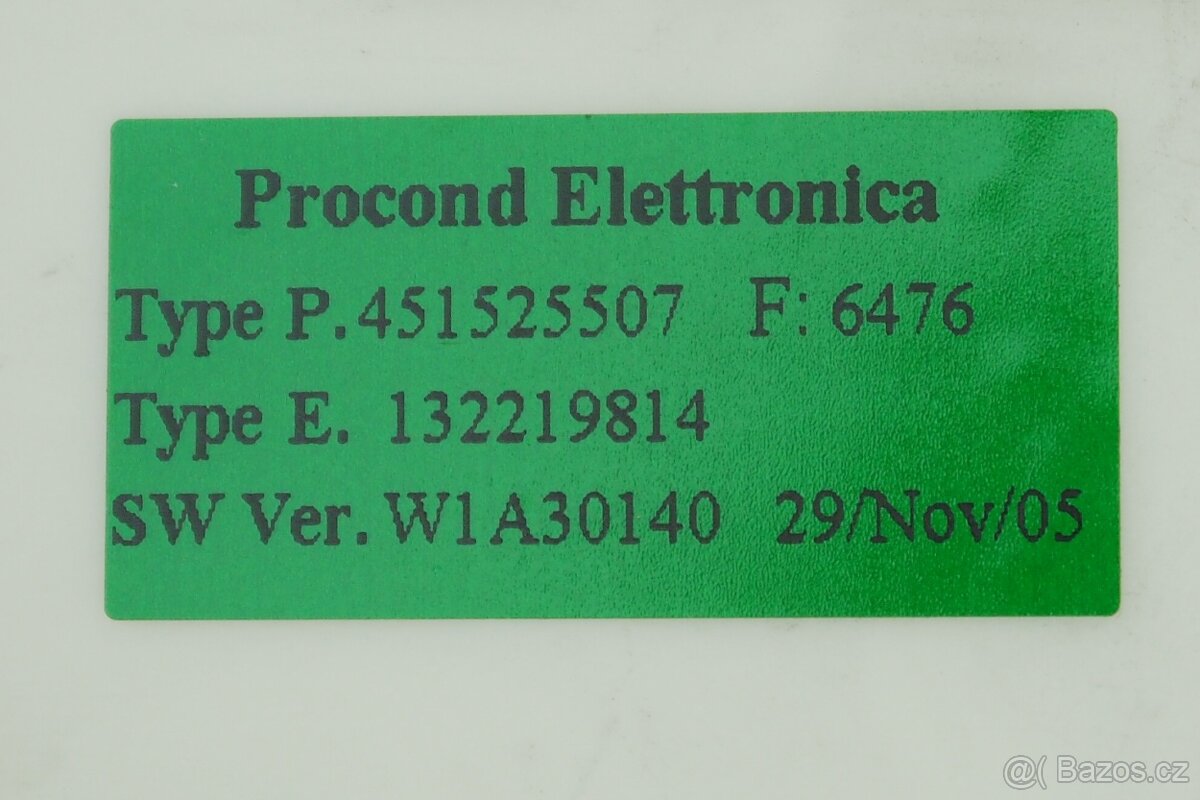 Procond Elettronica
Type P. 451525507 F: 6476
Type E. 132219814
SW Ver. W1A30140 29/Nov/05
@( Bazos.cz